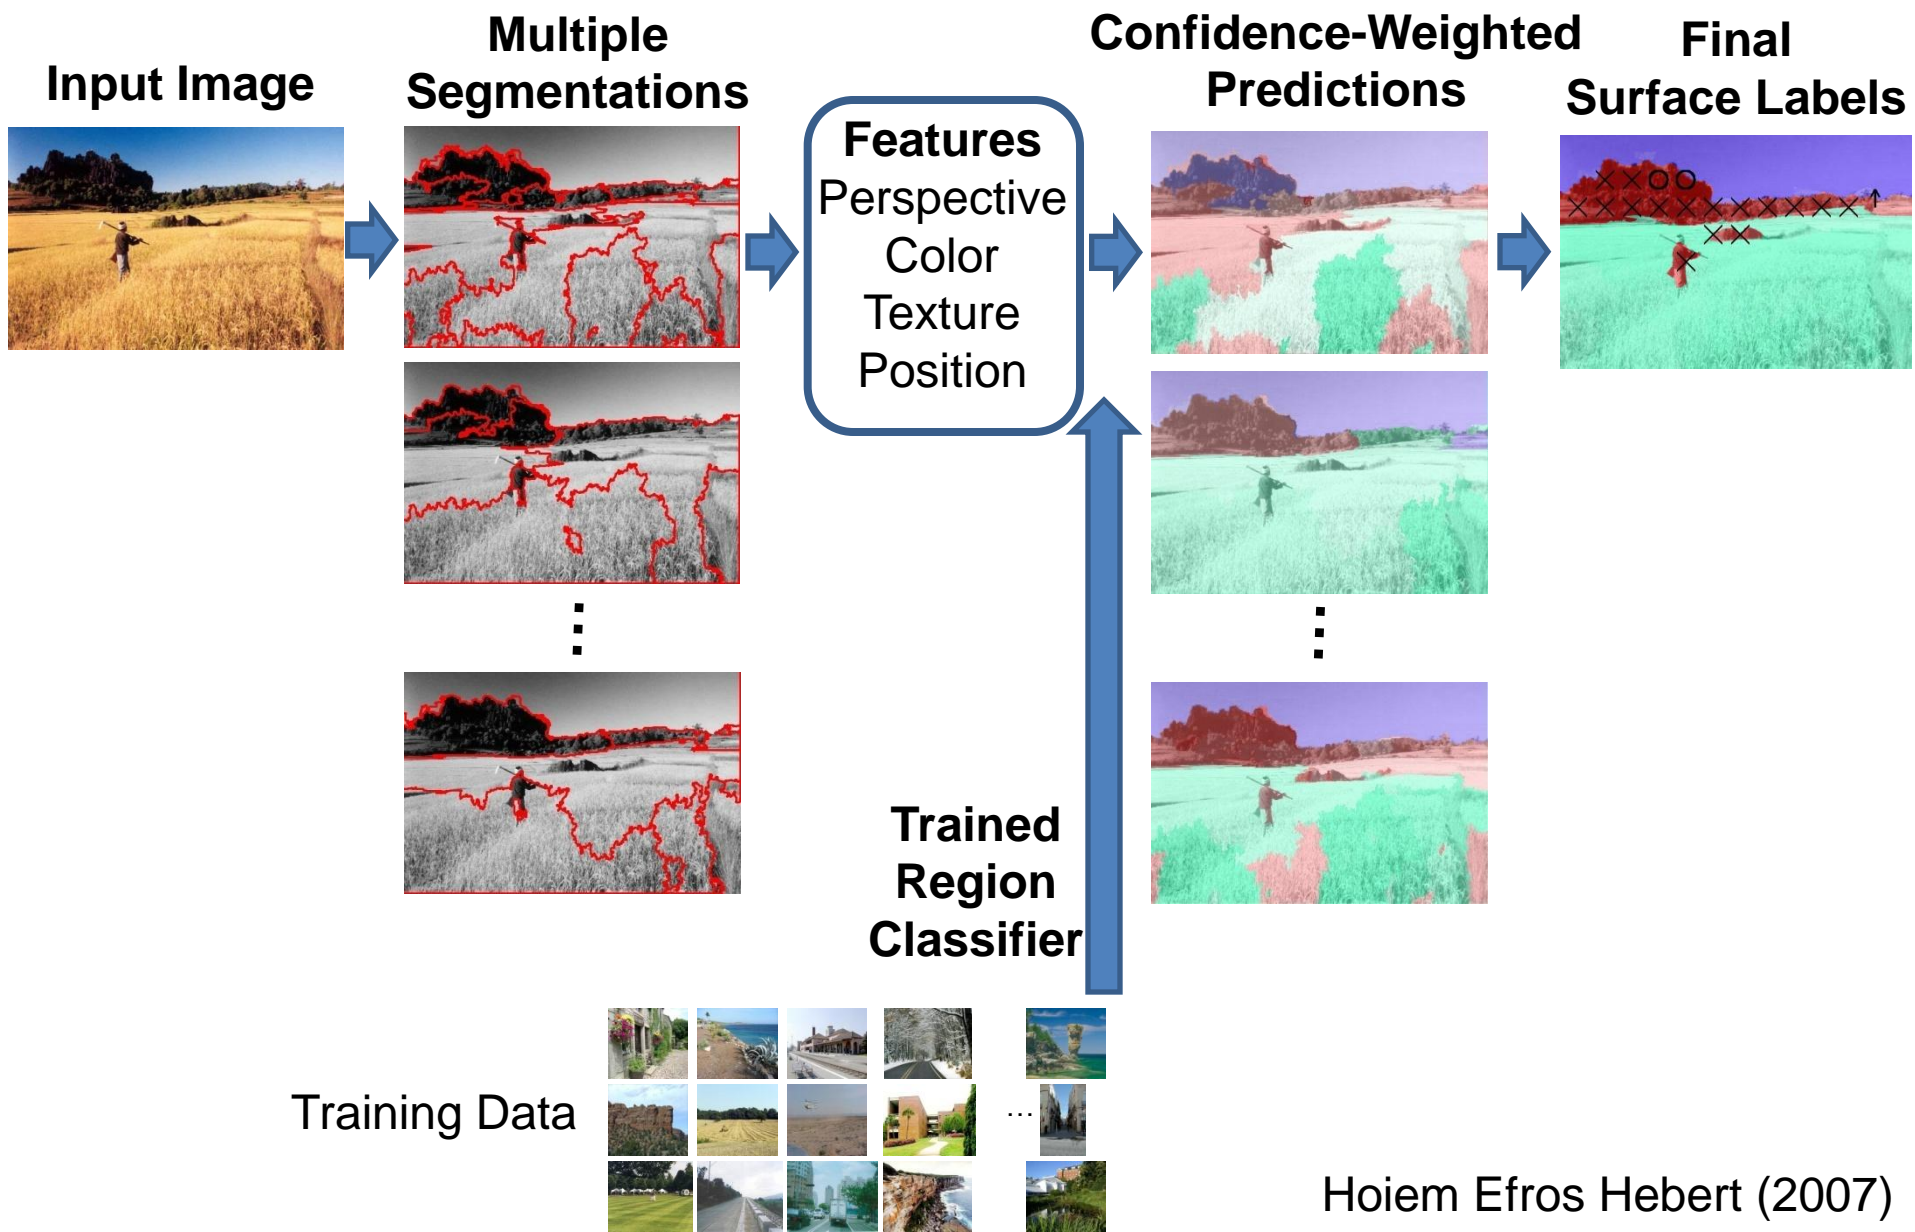 Input Image
Multiple
Segmentations
Features
Perspective
Color
Texture
Position
Confidence-Weighted
Predictions
Final
Surface Labels
Trained
Region
Classifier
Training Data
...
Hoiem Efros Hebert (2007)